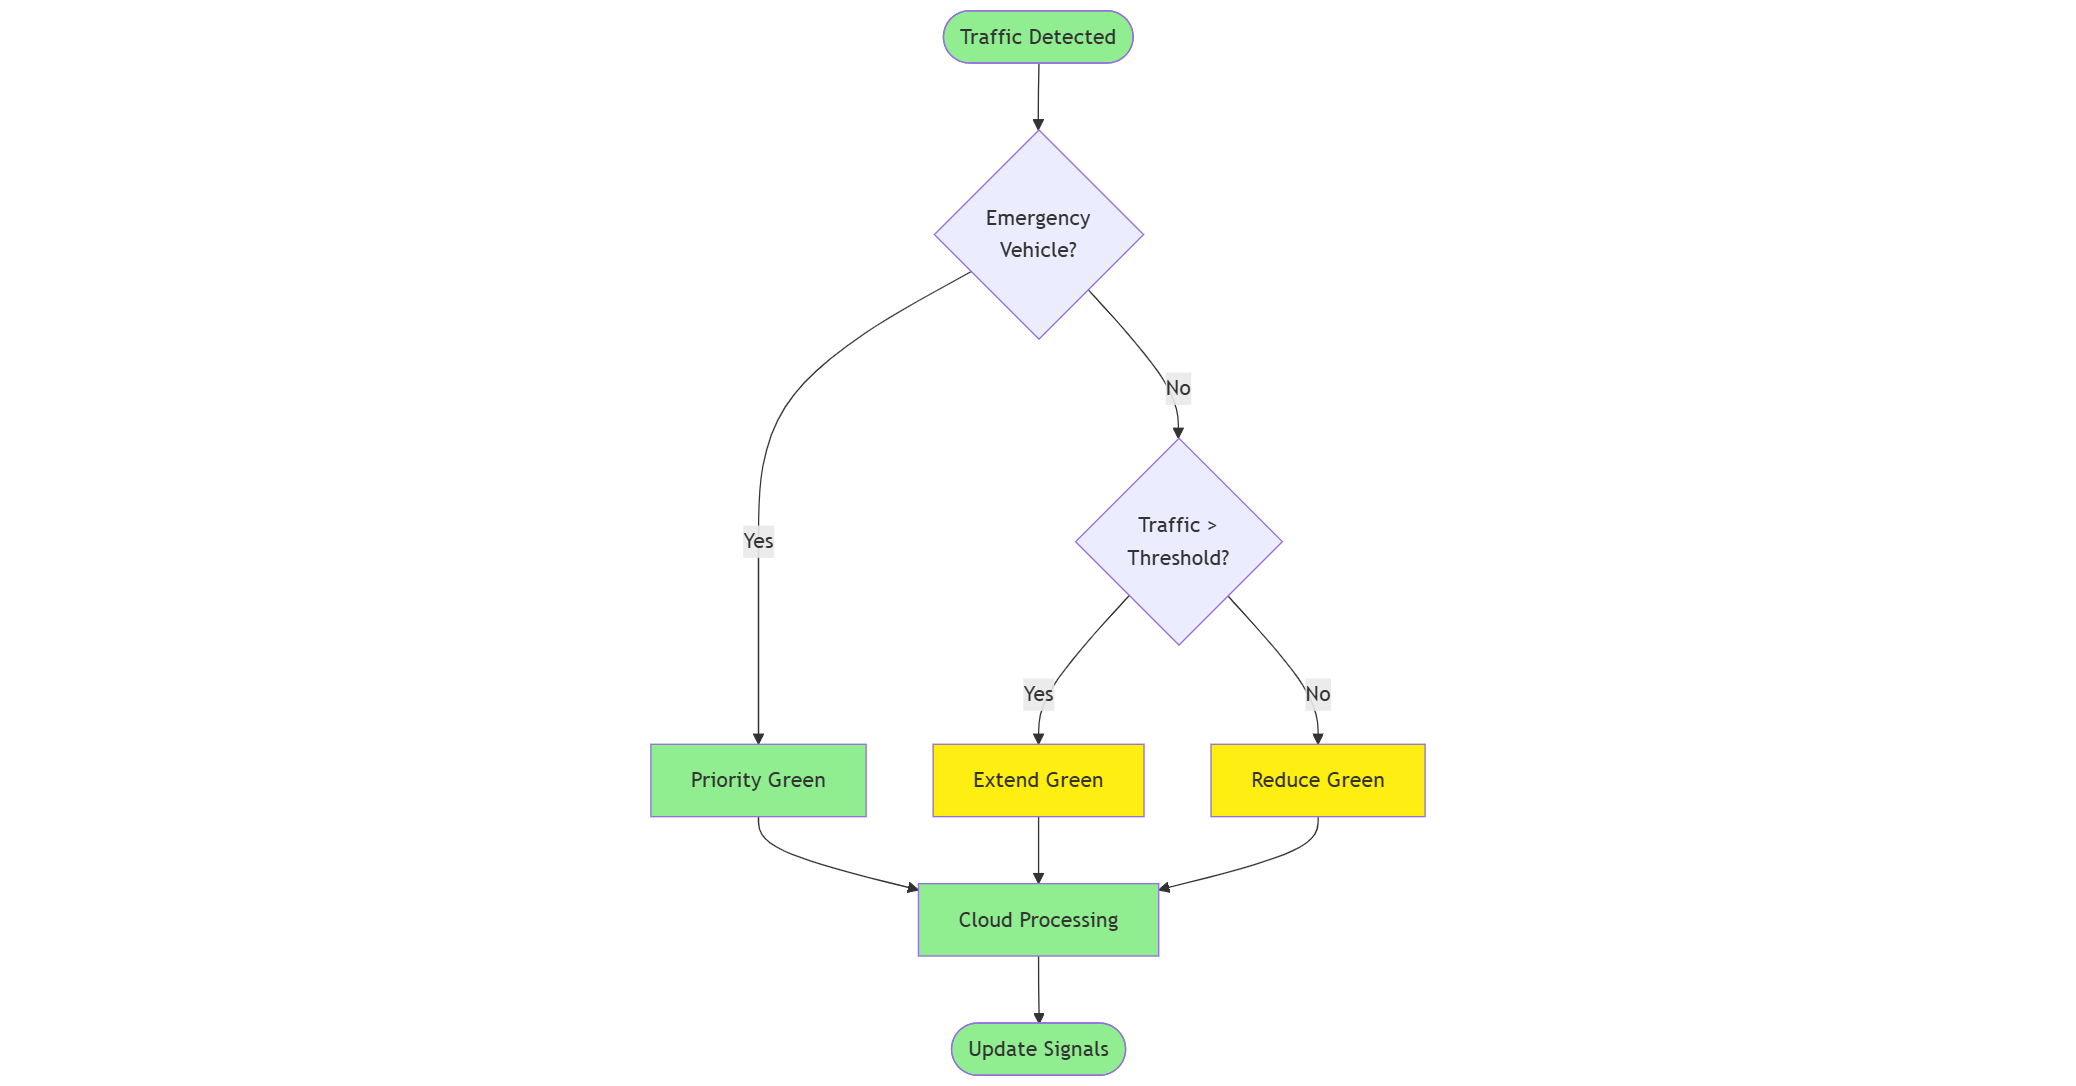 Traffic Detected
Emergency
Vehicle?
No
Traffic >
Threshold?
Yes
Yes
No
Priority Green
Extend Green
Reduce Green
Cloud Processing
Update Signals